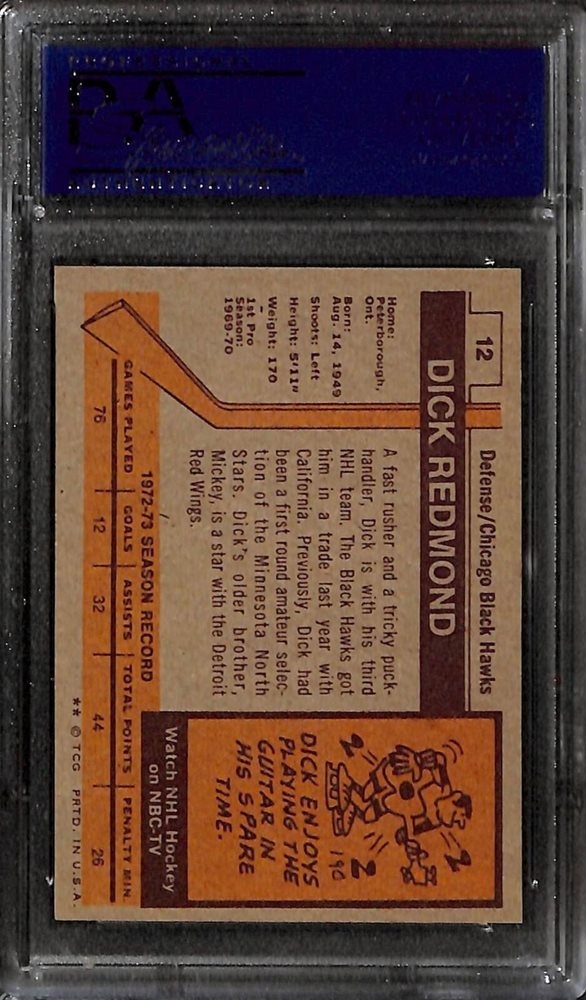 12
Defense/Chicago Black Hawks
DICK REDMOND
Home:
Peterborough,
Ont.
Born:
Aug. 14, 1949
Shoots: Left
Height: 5'11"
Weight: 170
1st Pro
Season:
1969-70
A fast rusher and a tricky puck-
handler, Dick is with his third
NHL team. The Black Hawks got
him in a trade last year with
California. Previously, Dick had
been a first round amateur selec-
tion of the Minnesota North
Stars. Dick's older brother,
Mickey, is a star with the Detroit
Red Wings.
DICK ENJOYS
PLAYING THE
GUITAR IN
HIS SPARE
TIME.
190
Watch NHL Hockey
on NBC-TV
1972-73 SEASON RECORD
GAMES PLAYED GOALS ASSISTS TOTAL POINTS PENALTY MIN.
76 12 32 44 26
** © TCG PRTD. IN U.S.A.
PSA